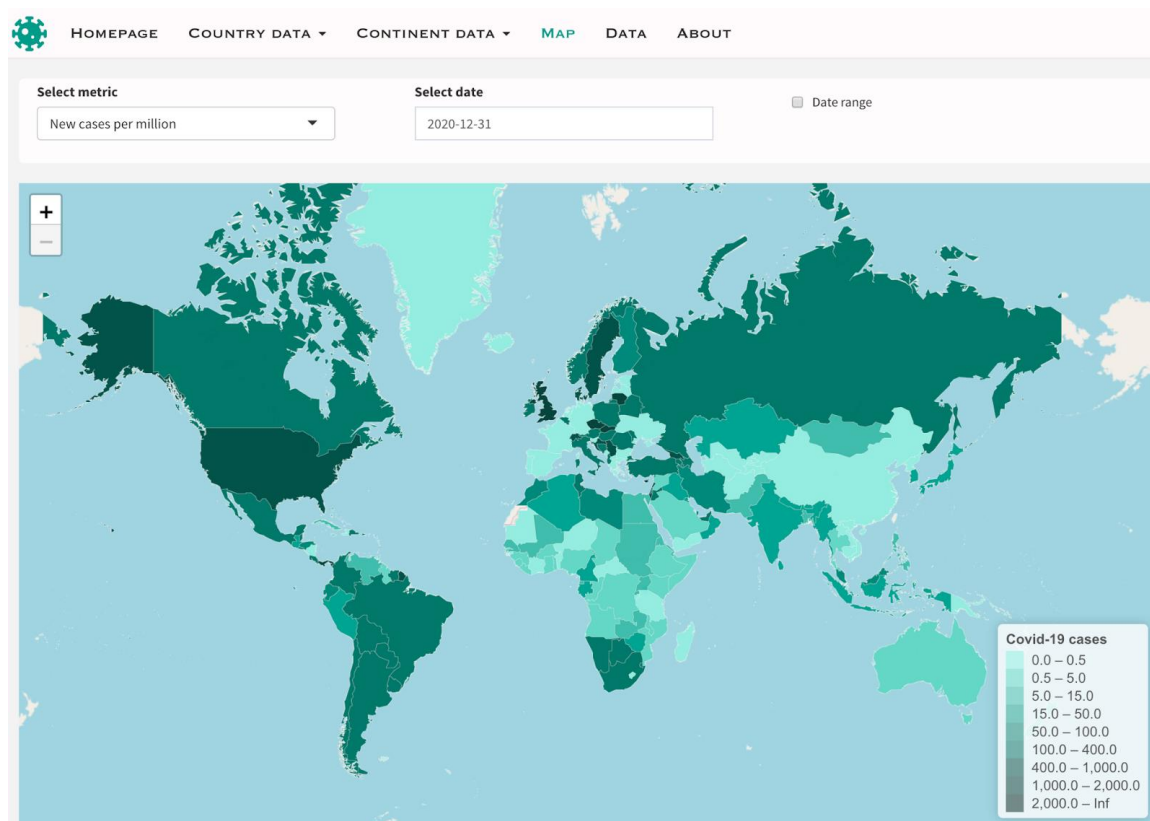 HOMEPAGE COUNTRY DATA CONTINENT DATA MAP DATA ABOUT
Select metric Select date Date range
New cases per million 2020-12-31
+
−
Covid-19 cases
0.0 – 0.5
0.5 – 5.0
5.0 – 15.0
15.0 – 50.0
50.0 – 100.0
100.0 – 400.0
400.0 – 1,000.0
1,000.0 – 2,000.0
2,000.0 – Inf